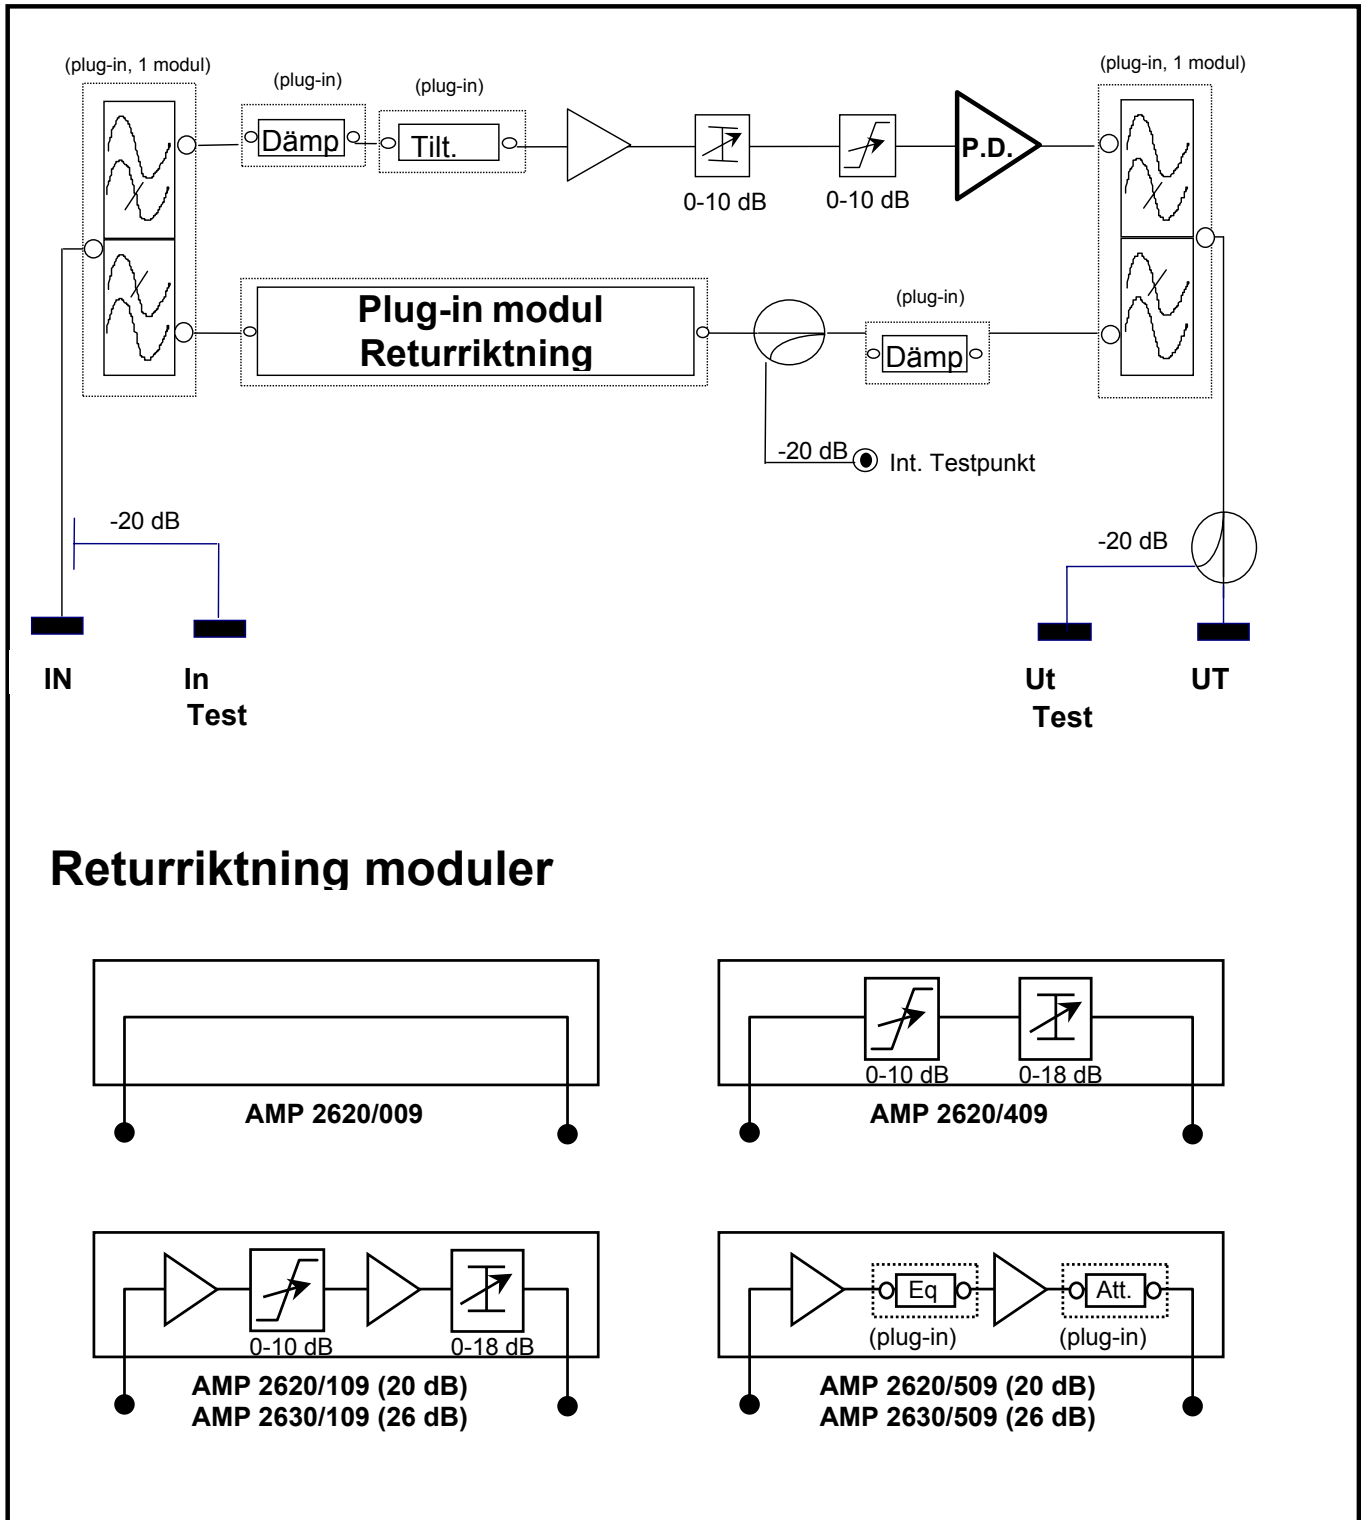 (plug-in, 1 modul)
(plug-in)
(plug-in)
(plug-in, 1 modul)
Dämp
Tilt.
P.D.
0-10 dB
0-10 dB
Plug-in modul
Returriktning
(plug-in)
Dämp
-20 dB
Int. Testpunkt
-20 dB
-20 dB
IN
In
Test
Ut
Test
UT
Returriktning moduler
0-10 dB
0-18 dB
AMP 2620/009
AMP 2620/409
0-10 dB
0-18 dB
Eq
Att.
(plug-in)
(plug-in)
AMP 2620/109 (20 dB)
AMP 2630/109 (26 dB)
AMP 2620/509 (20 dB)
AMP 2630/509 (26 dB)